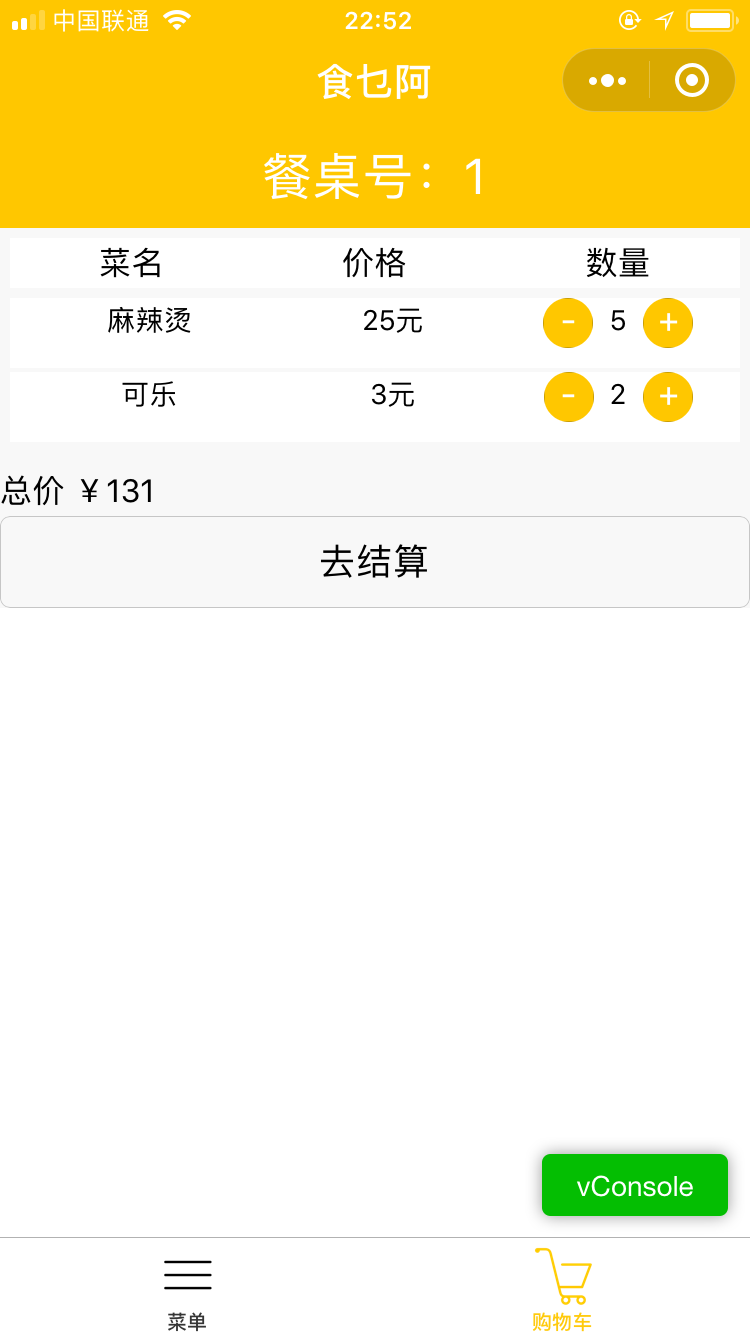 中国联通 22:52
食乜阿
餐桌号：1
菜名 价格 数量
麻辣烫 25元 - 5 +
可乐 3元 - 2 +
总价 ￥131
去结算
vConsole
菜单 购物车